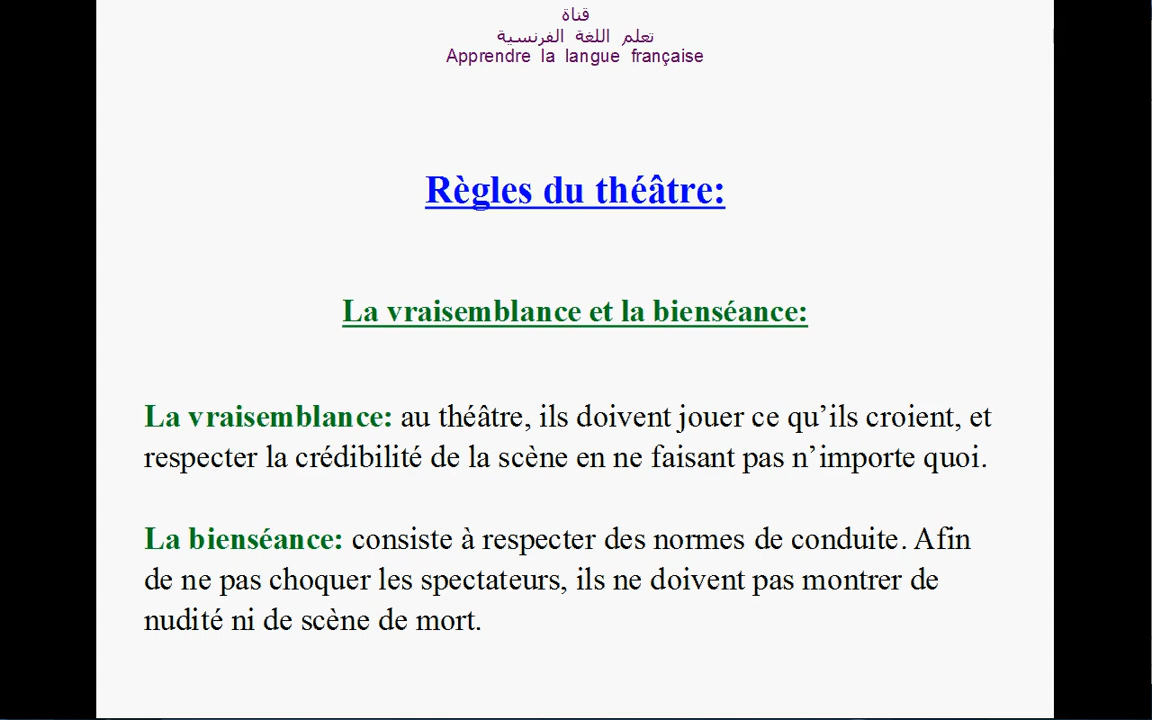 قناة
تعلم اللغة الفرنسية
Apprendre la langue française
Règles du théâtre:
La vraisemblance et la bienséance:
La vraisemblance: au théâtre, ils doivent jouer ce qu’ils croient, et
respecter la crédibilité de la scène en ne faisant pas n’importe quoi.
La bienséance: consiste à respecter des normes de conduite. Afin
de ne pas choquer les spectateurs, ils ne doivent pas montrer de
nudité ni de scène de mort.